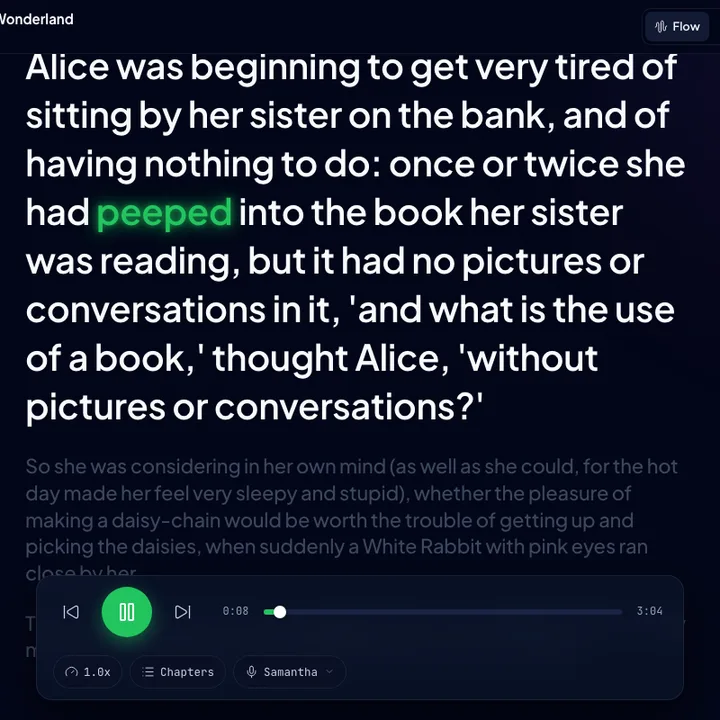 Wonderland
Flow
Alice was beginning to get very tired of
sitting by her sister on the bank, and of
having nothing to do: once or twice she
had peeped into the book her sister
was reading, but it had no pictures or
conversations in it, 'and what is the use
of a book,' thought Alice, 'without
pictures or conversations?'
So she was considering in her own mind (as well as she could, for the hot
day made her feel very sleepy and stupid), whether the pleasure of
making a daisy-chain would be worth the trouble of getting up and
picking the daisies, when suddenly a White Rabbit with pink eyes ran
close by her.
0:08
3:04
1.0x
Chapters
Samantha